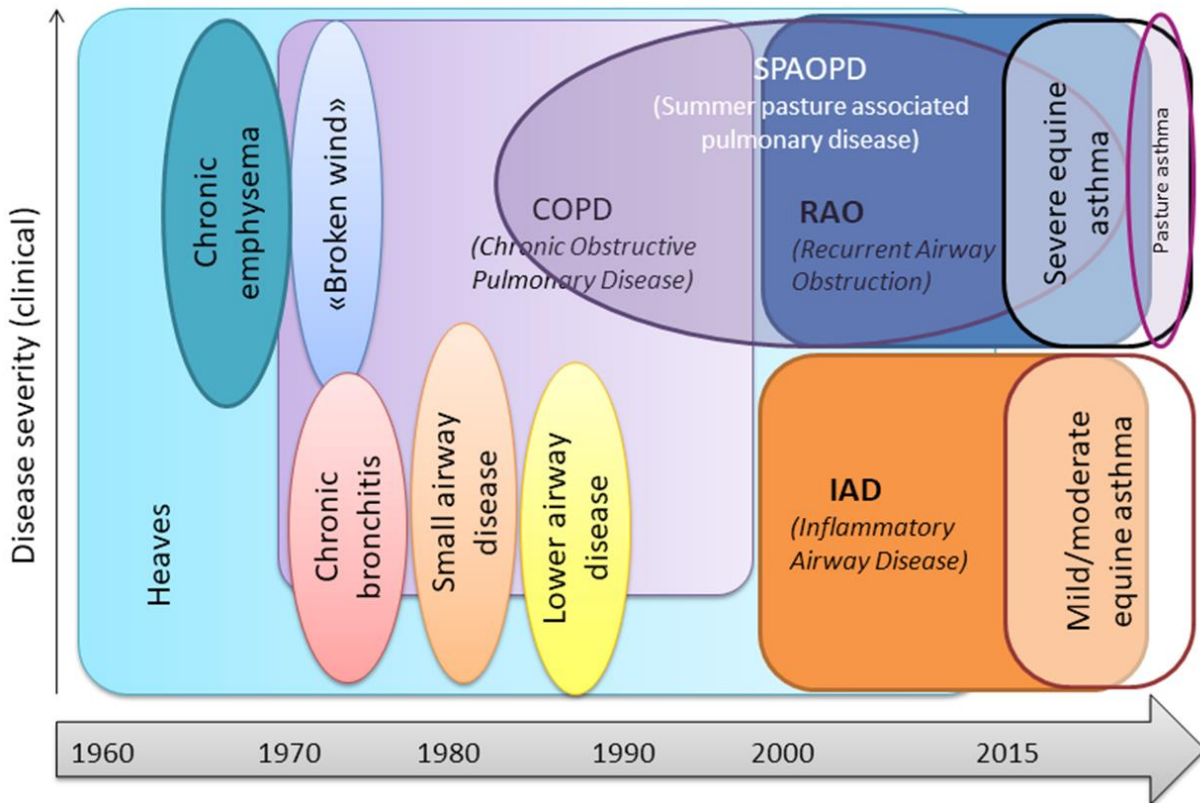 Disease severity (clinical)
Heaves
Chronic
emphysema
«Broken wind»
Chronic
bronchitis
Small airway
disease
Lower airway
disease
COPD
(Chronic Obstructive
Pulmonary Disease)
SPAOPD
(Summer pasture associated
pulmonary disease)
RAO
(Recurrent Airway
Obstruction)
Severe equine
asthma
Pasture asthma
IAD
(Inflammatory
Airway Disease)
Mild/moderate
equine asthma
1960
1970
1980
1990
2000
2015